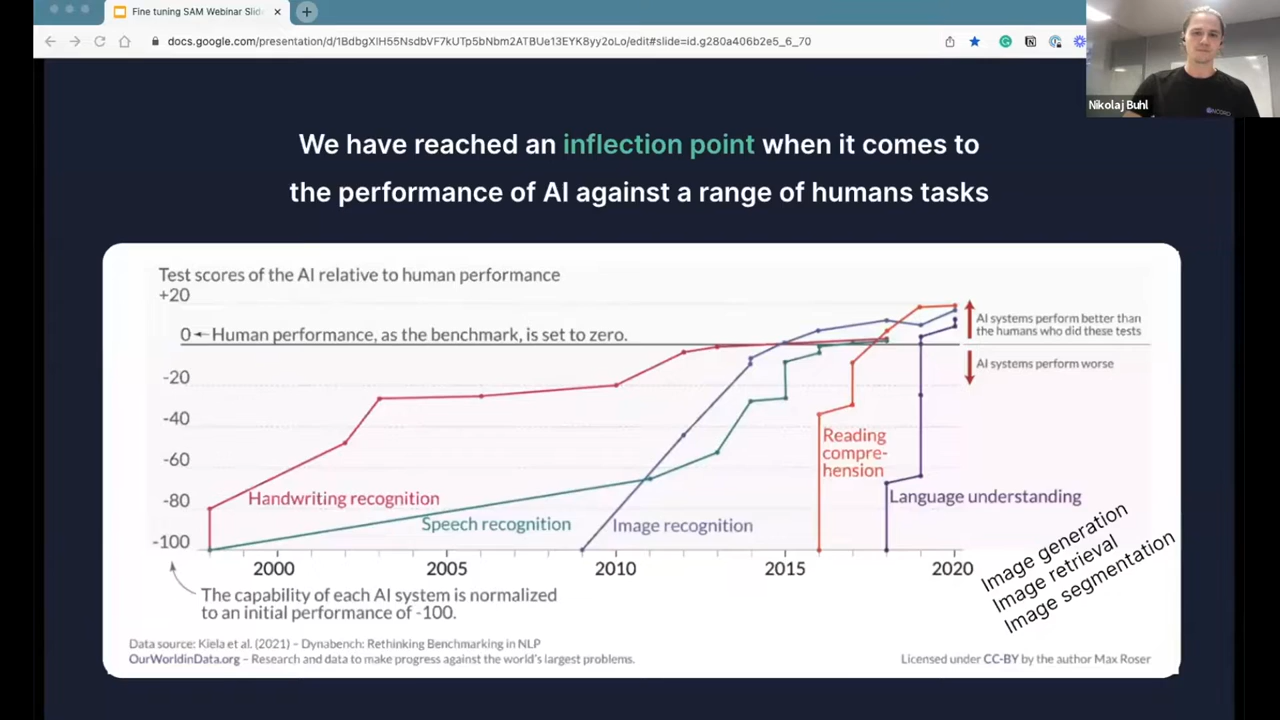 Fine tuning SAM Webinar Slid
docs.google.com/presentation/d/1BdbgXIH55NsdbVF7kUTp5bNbm2ATBUe13EYK8yy2oLo/edit#slide=id.g280a406b2e5_6_70
Nikolaj Buhl
We have reached an inflection point when it comes to
the performance of AI against a range of humans tasks
Test scores of the AI relative to human performance
+20
0 ← Human performance, as the benchmark, is set to zero.
-20
-40
-60
-80
-100
AI systems perform better than
the humans who did these tests
AI systems perform worse
Handwriting recognition
Speech recognition
Image recognition
Reading
compre-
hension
Language understanding
2000
2005
2010
2015
2020
Image generation
Image retrieval
Image segmentation
The capability of each AI system is normalized
to an initial performance of -100.
Data source: Kiela et al. (2021) – Dynabench: Rethinking Benchmarking in NLP
OurWorldinData.org – Research and data to make progress against the world's largest problems.
Licensed under CC-BY by the author Max Roser